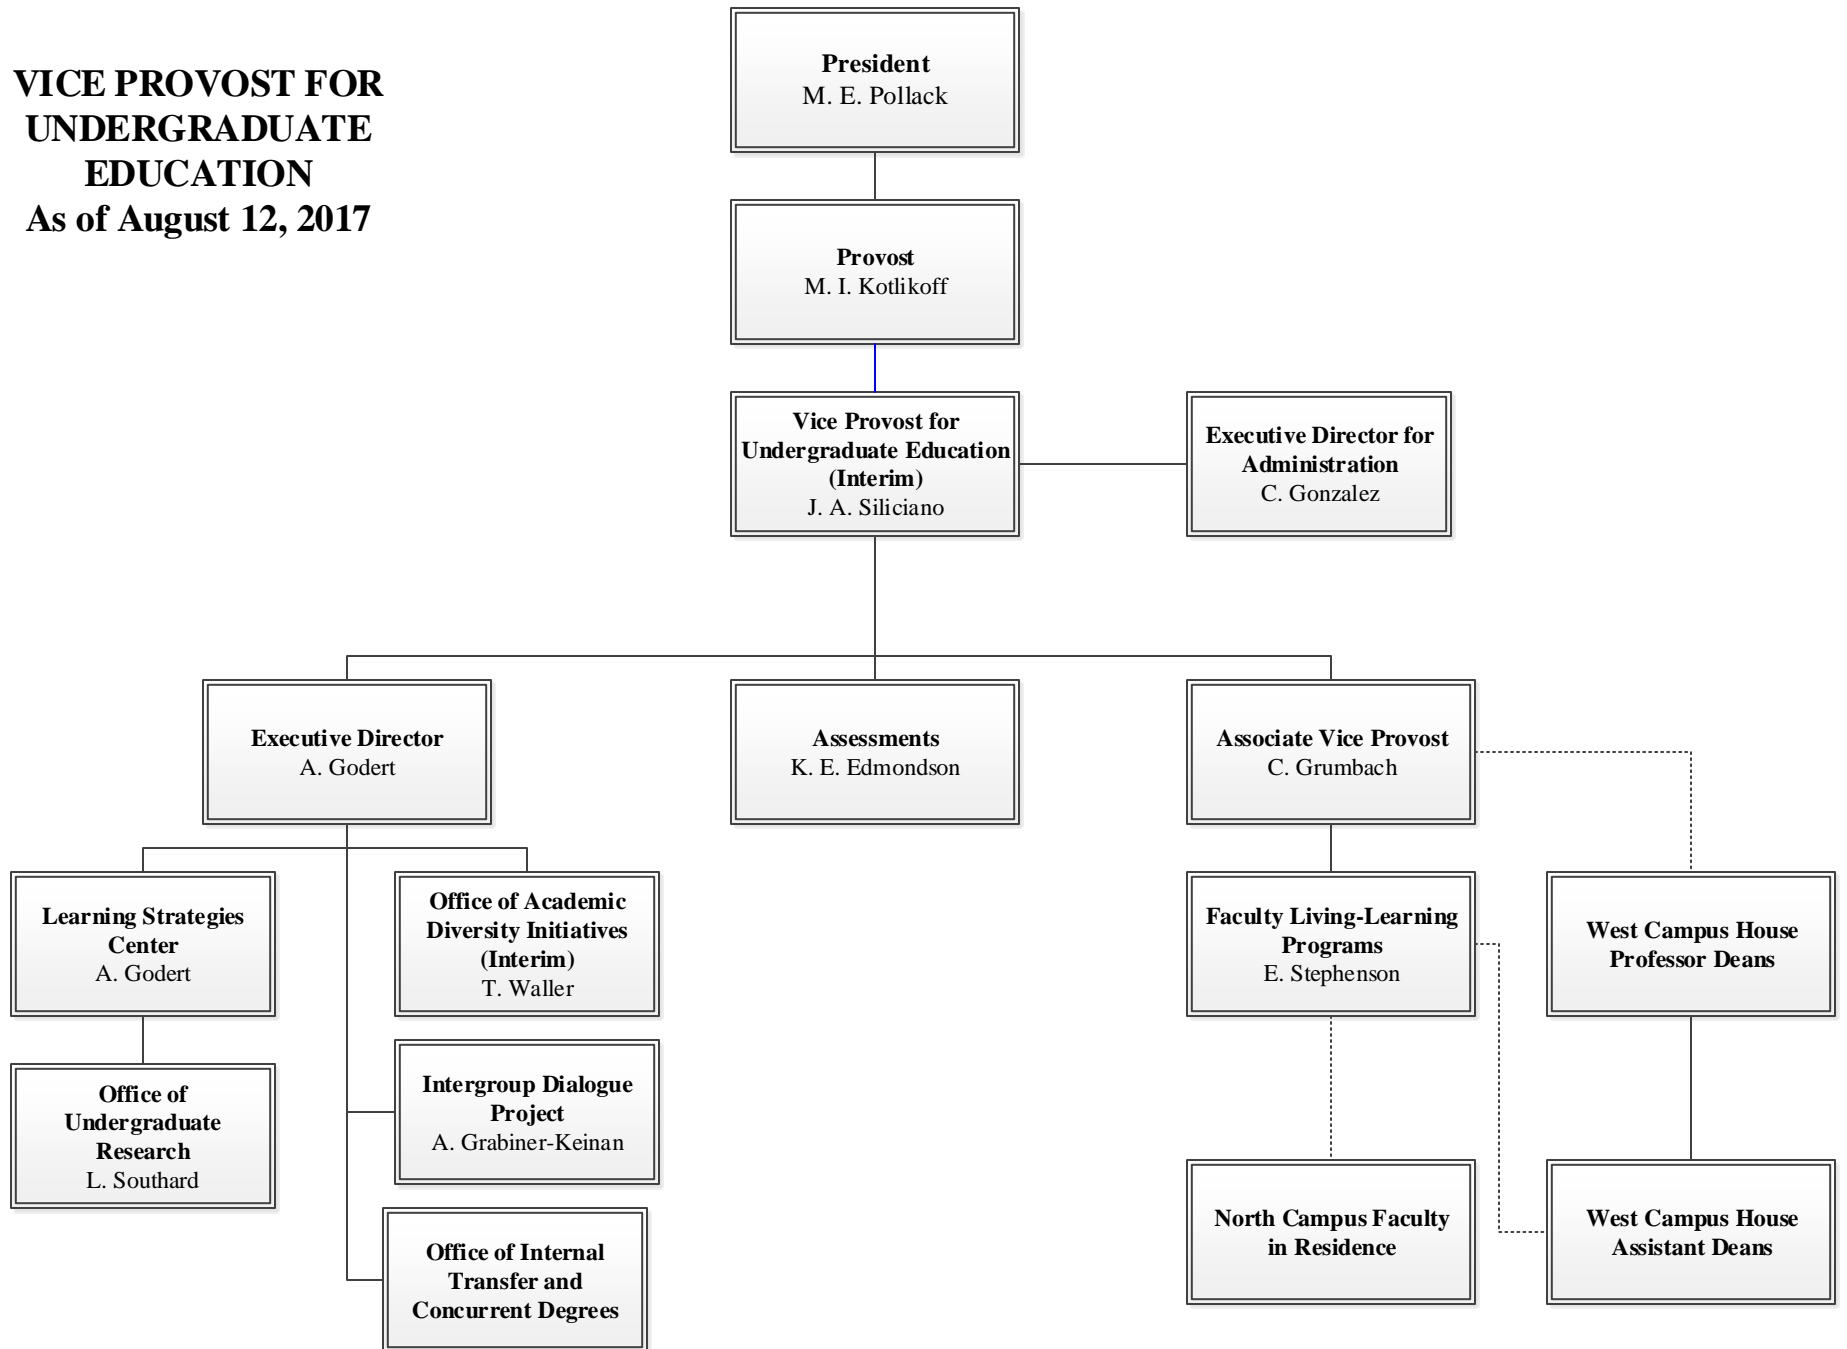 VICE PROVOST FOR
UNDERGRADUATE
EDUCATION
As of August 12, 2017
President
M. E. Pollack
Provost
M. I. Kotlikoff
Vice Provost for
Undergraduate Education
(Interim)
J. A. Siliciano
Executive Director for
Administration
C. Gonzalez
Executive Director
A. Godert
Assessments
K. E. Edmondson
Associate Vice Provost
C. Grumbach
Learning Strategies
Center
A. Godert
Office of Academic
Diversity Initiatives
(Interim)
T. Waller
Faculty Living-Learning
Programs
E. Stephenson
West Campus House
Professor Deans
Office of
Undergraduate
Research
L. Southard
Intergroup Dialogue
Project
A. Grabiner-Keinan
Office of Internal
Transfer and
Concurrent Degrees
North Campus Faculty
in Residence
West Campus House
Assistant Deans